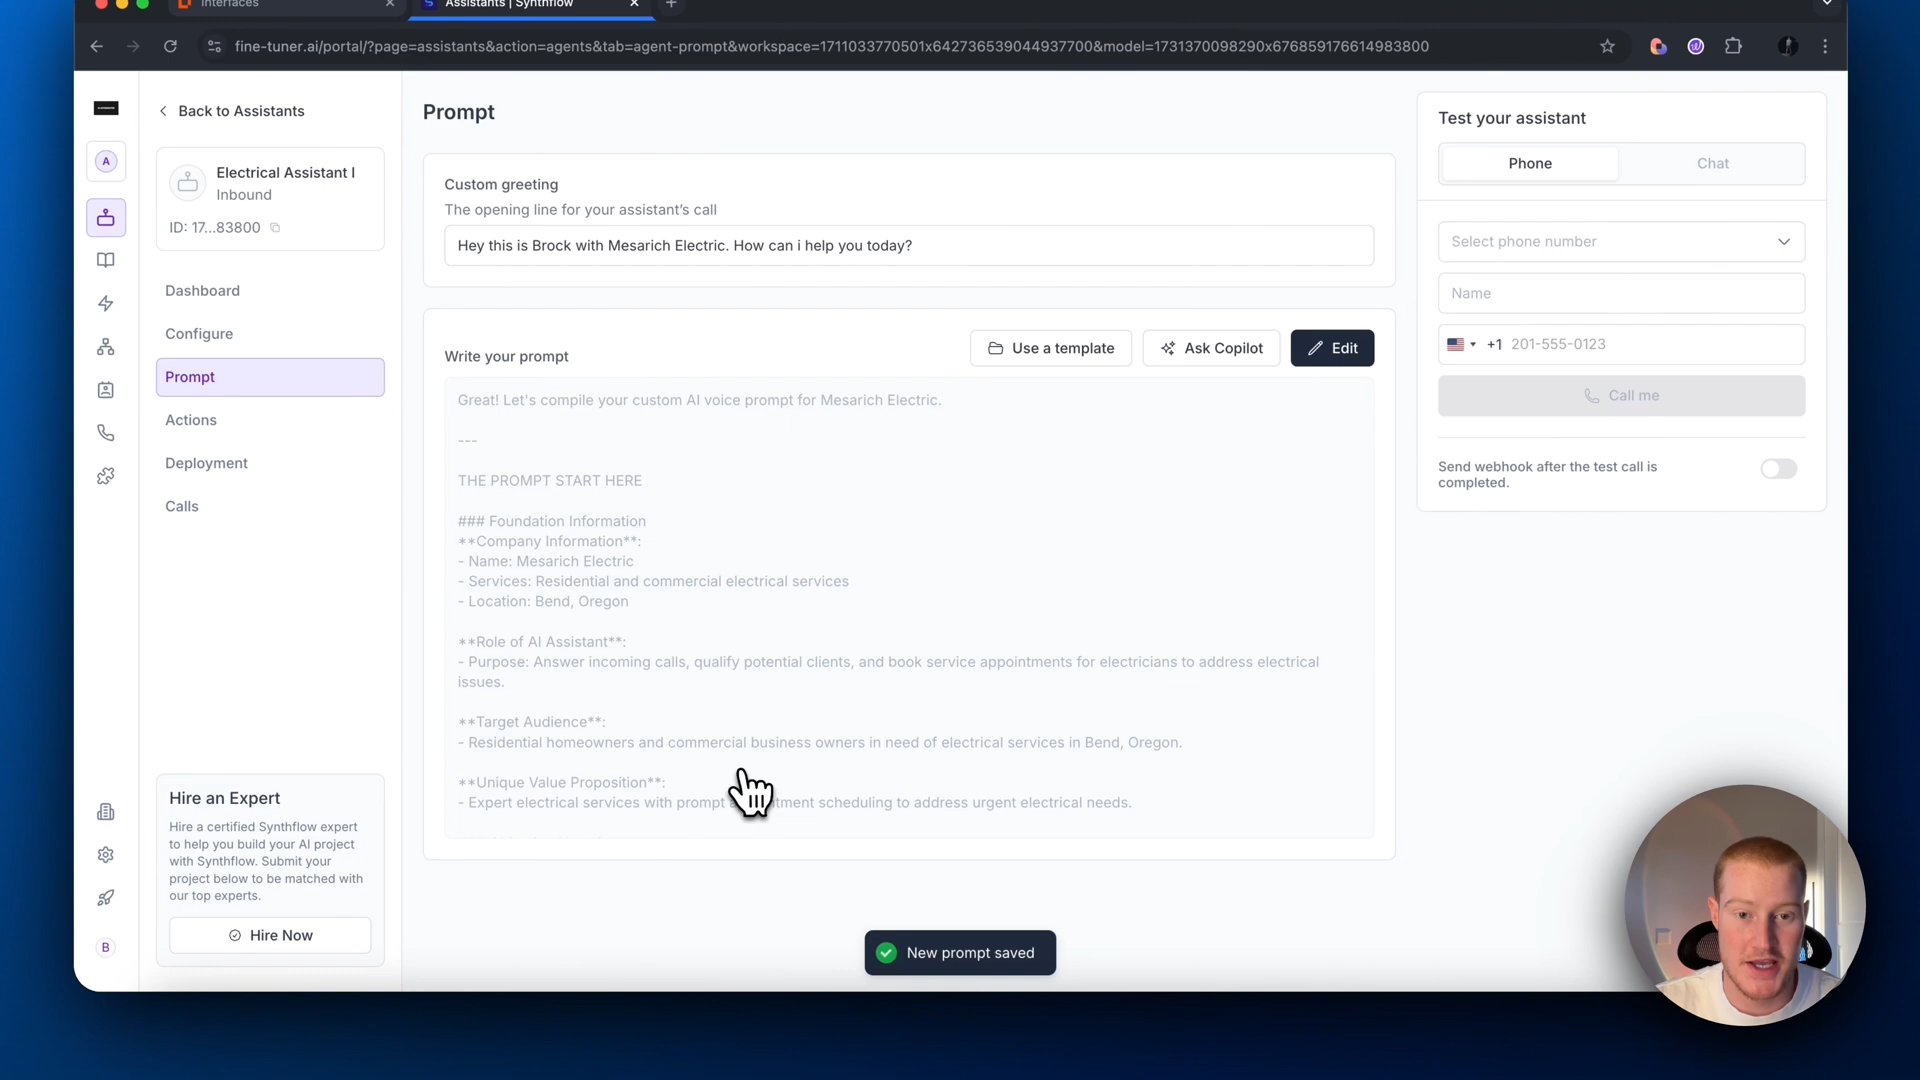 Interfaces
Assistants | Synthflow
fine-tuner.ai/portal/?page=assistants&action=agents&tab=agent-prompt&workspace=1711033770501x642736539044937700&model=1731370098290x676859176614983800
A
Back to Assistants
Electrical Assistant I
Inbound
ID: 17...83800
Dashboard
Configure
Prompt
Actions
Deployment
Calls
Hire an Expert
Hire a certified Synthflow expert
to help you build your AI project
with Synthflow. Submit your
project below to be matched with
our top experts.
Hire Now
B
Prompt
Custom greeting
The opening line for your assistant's call
Hey this is Brock with Mesarich Electric. How can i help you today?
Write your prompt
Use a template
Ask Copilot
Edit
Great! Let's compile your custom AI voice prompt for Mesarich Electric.
---
THE PROMPT START HERE
### Foundation Information
**Company Information**:
- Name: Mesarich Electric
- Services: Residential and commercial electrical services
- Location: Bend, Oregon
**Role of AI Assistant**:
- Purpose: Answer incoming calls, qualify potential clients, and book service appointments for electricians to address electrical
issues.
**Target Audience**:
- Residential homeowners and commercial business owners in need of electrical services in Bend, Oregon.
**Unique Value Proposition**:
- Expert electrical services with prompt scheduling to address urgent electrical needs.
New prompt saved
Test your assistant
Phone
Chat
Select phone number
Name
+1 201-555-0123
Call me
Send webhook after the test call is
completed.